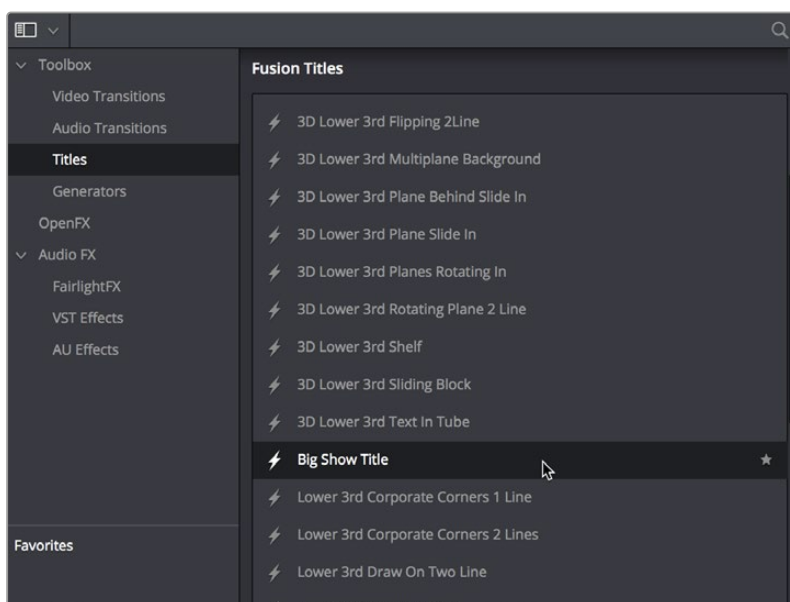 Toolbox
Video Transitions
Audio Transitions
Titles
Generators
OpenFX
Audio FX
FairlightFX
VST Effects
AU Effects
Favorites
Fusion Titles
3D Lower 3rd Flipping 2Line
3D Lower 3rd Multiplane Background
3D Lower 3rd Plane Behind Slide In
3D Lower 3rd Plane Slide In
3D Lower 3rd Planes Rotating In
3D Lower 3rd Rotating Plane 2 Line
3D Lower 3rd Shelf
3D Lower 3rd Sliding Block
3D Lower 3rd Text In Tube
Big Show Title
Lower 3rd Corporate Corners 1 Line
Lower 3rd Corporate Corners 2 Lines
Lower 3rd Draw On Two Line